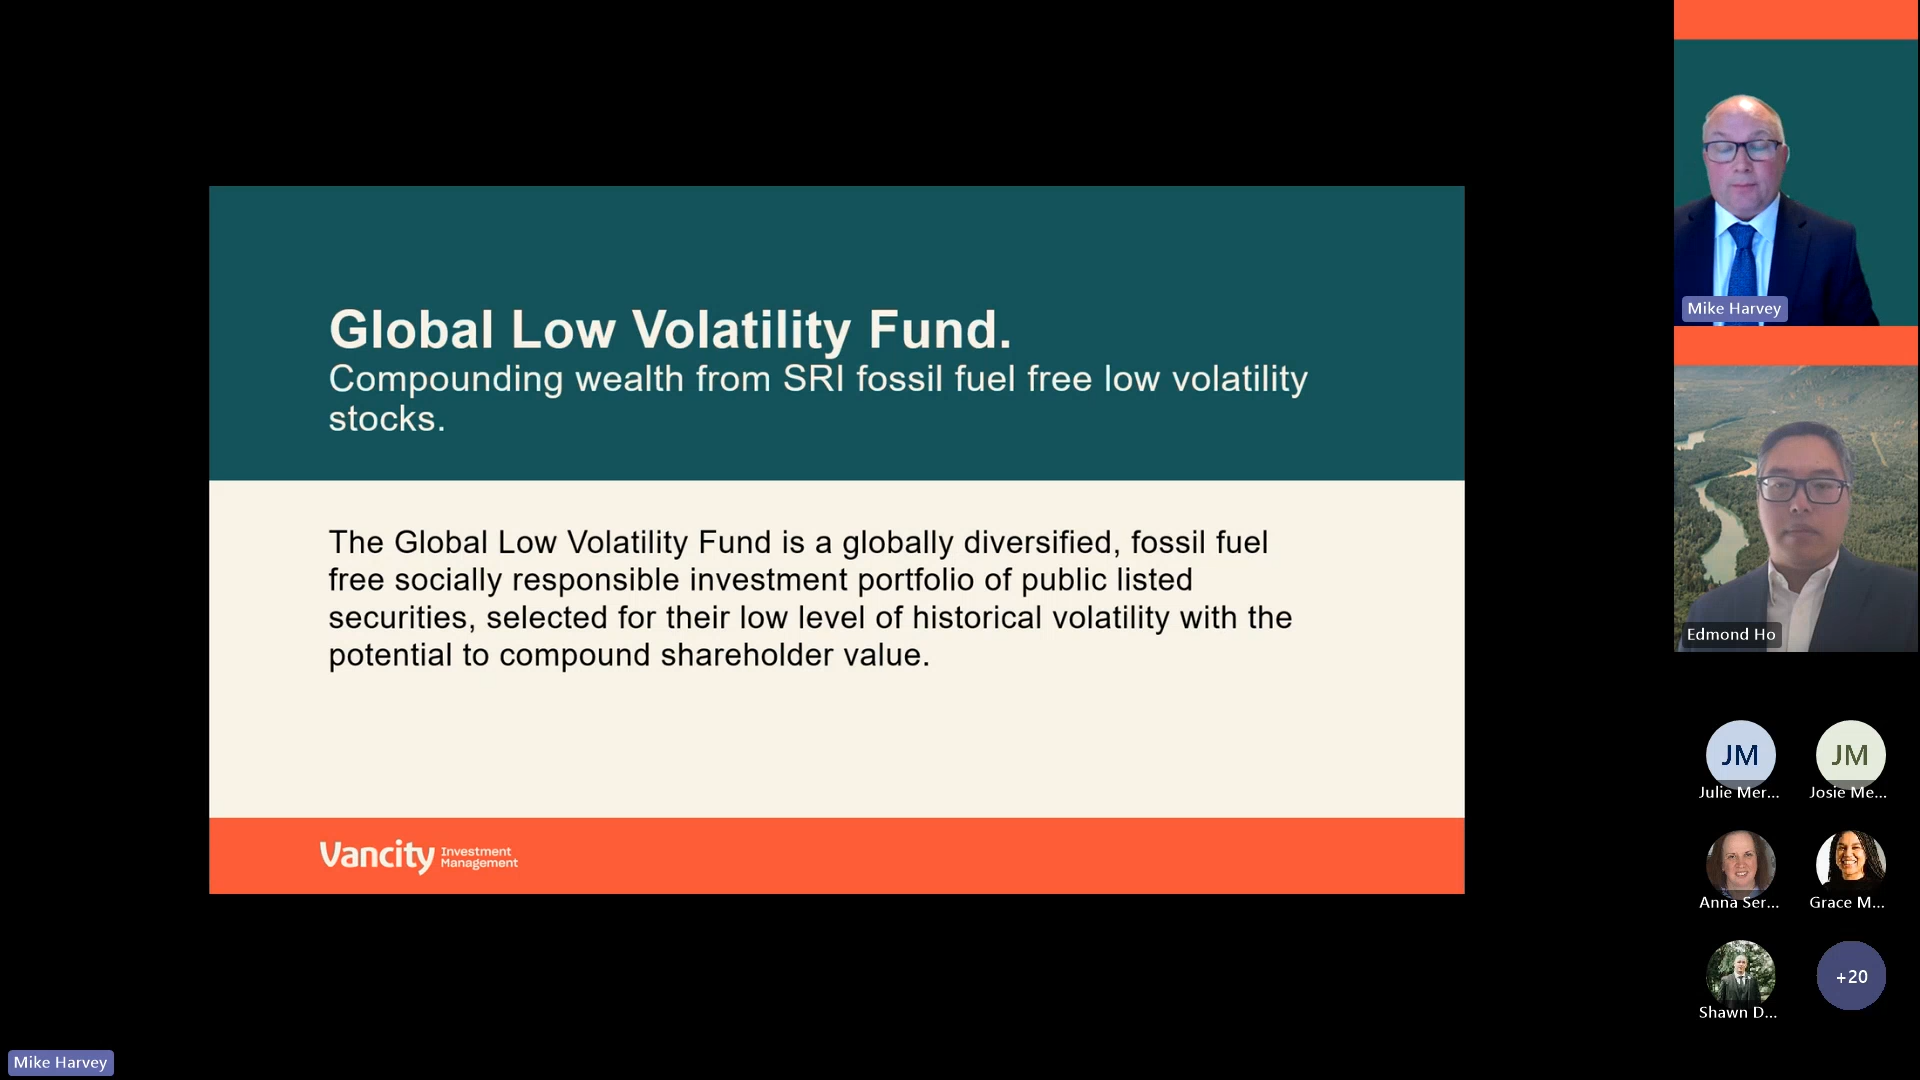 Global Low Volatility Fund.
Compounding wealth from SRI fossil fuel free low volatility
stocks.
The Global Low Volatility Fund is a globally diversified, fossil fuel
free socially responsible investment portfolio of public listed
securities, selected for their low level of historical volatility with the
potential to compound shareholder value.
Vancity Investment
Management
Mike Harvey
Edmond Ho
JM
Julie Mer...
JM
Josie Me...
Anna Ser...
Grace M...
Shawn D...
+20
Mike Harvey